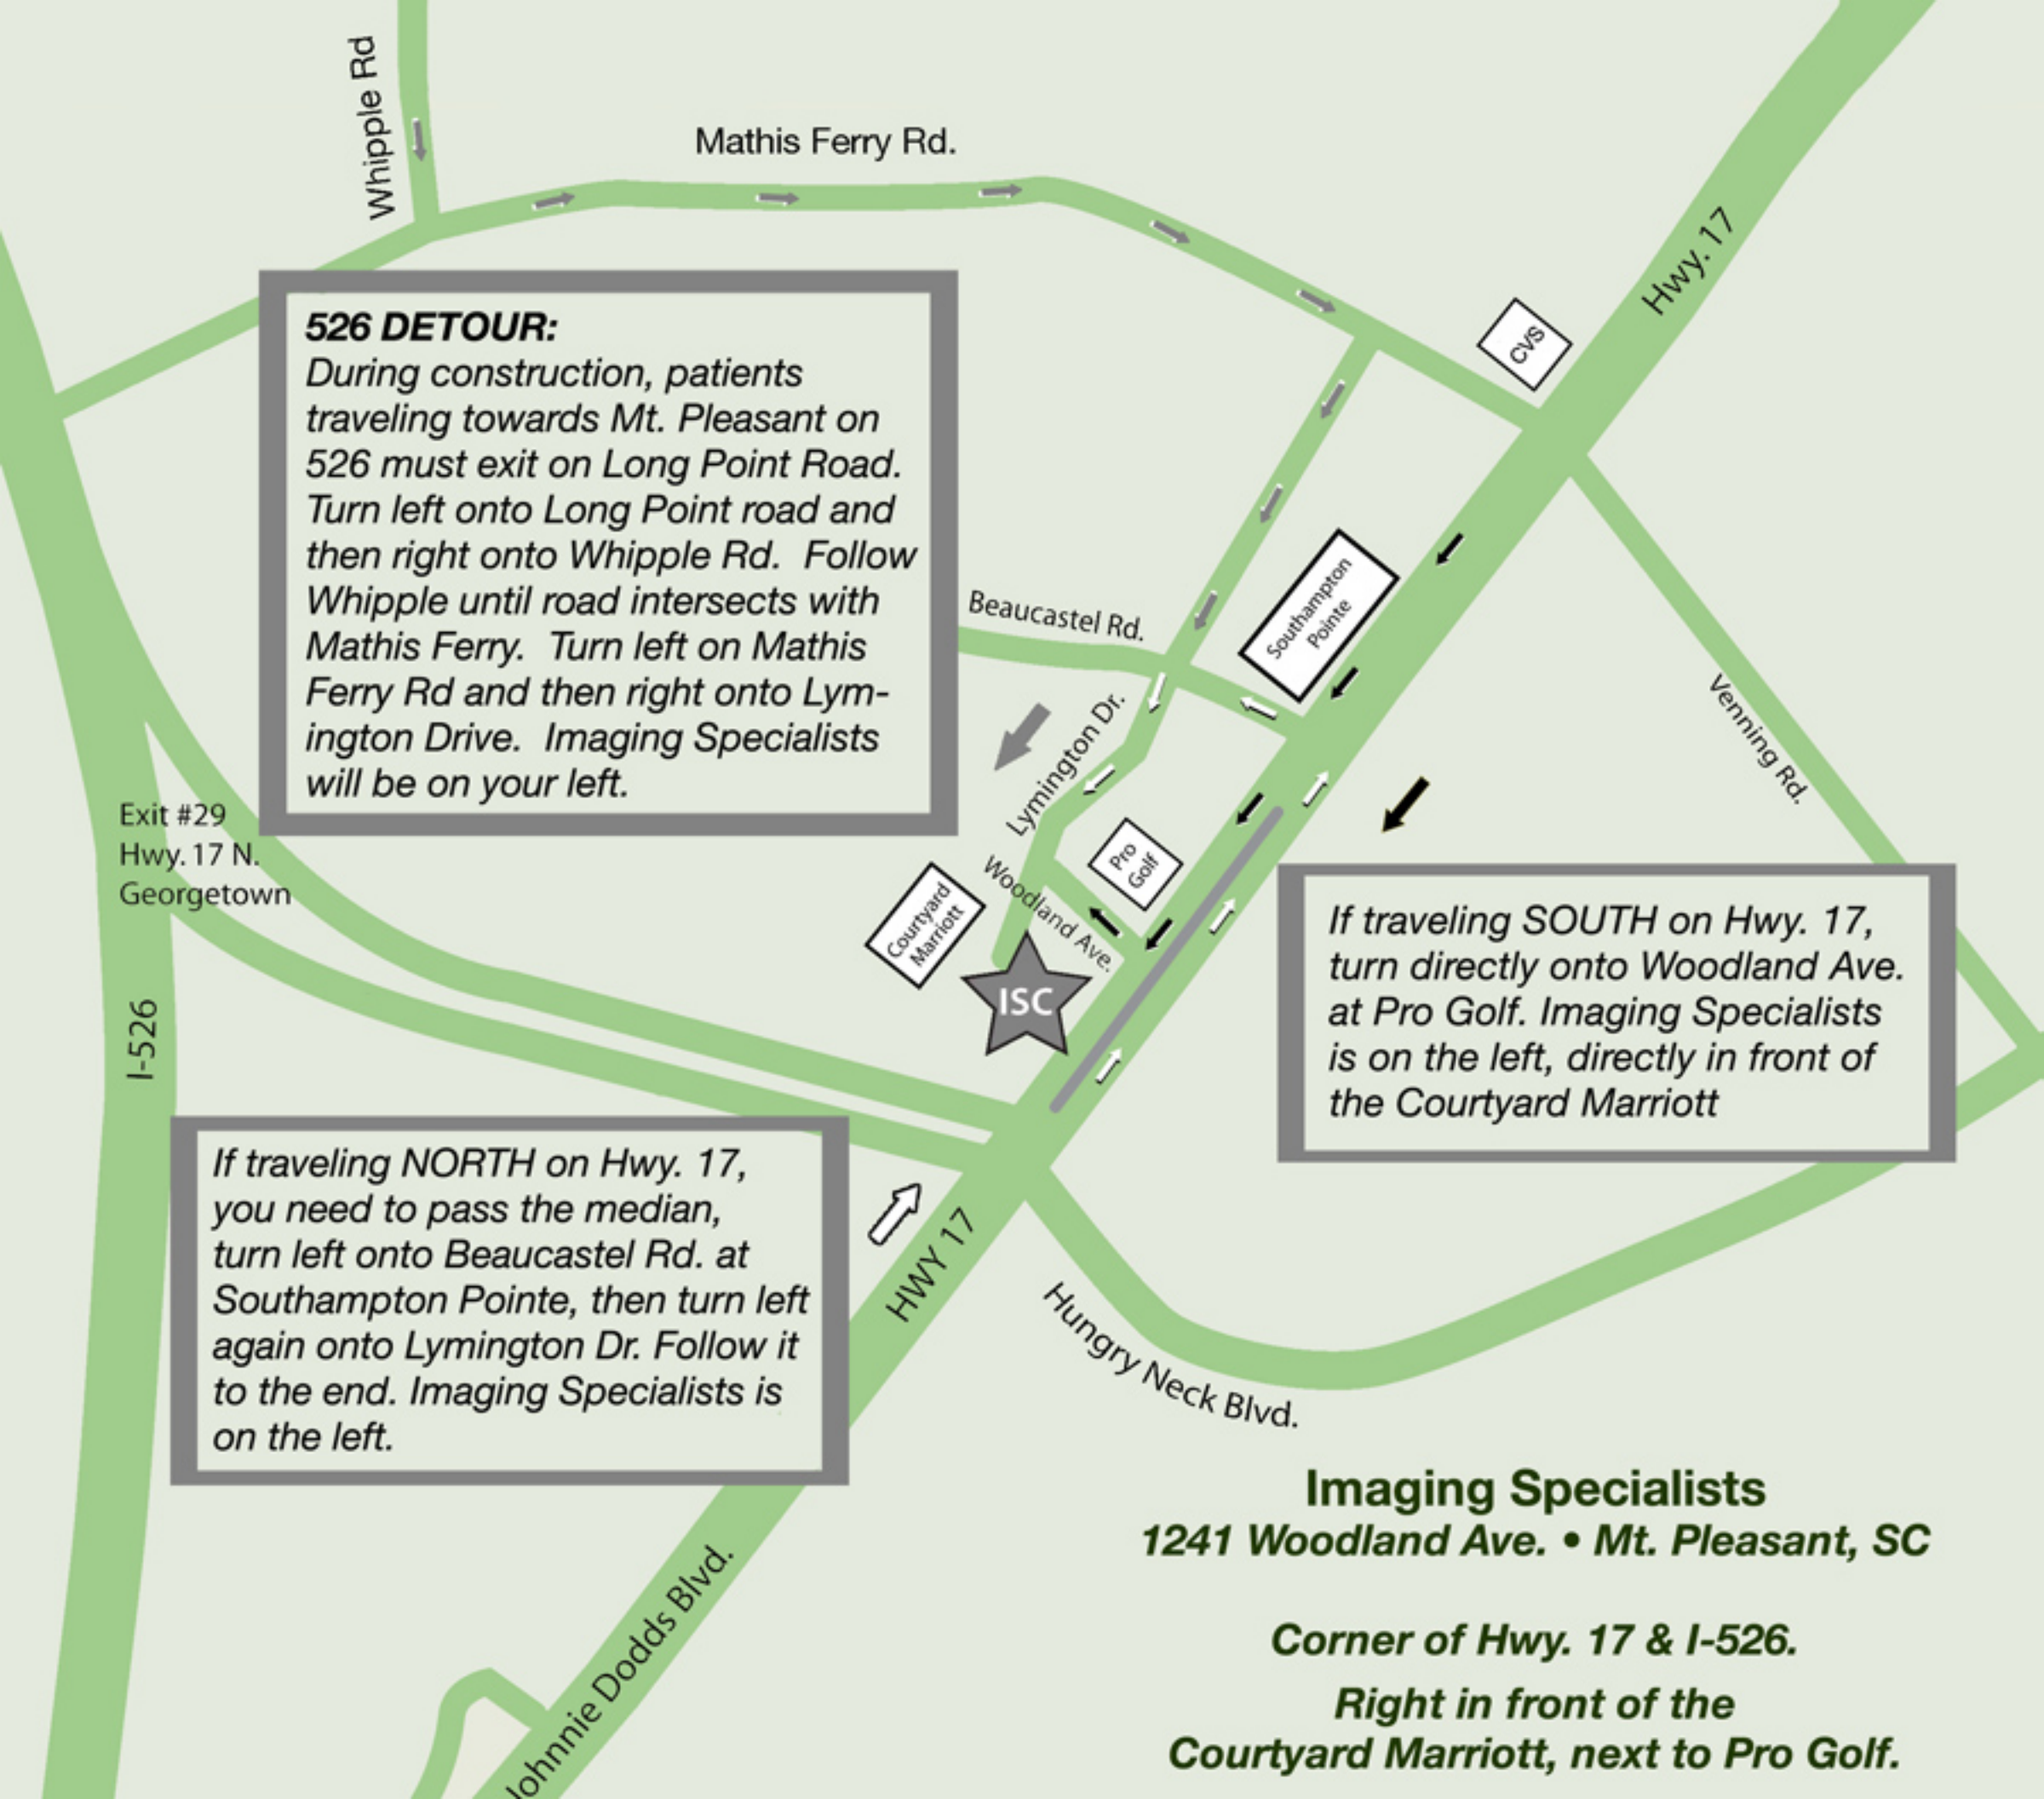 Whipple Rd
Mathis Ferry Rd.
Hwy. 17
CVS
526 DETOUR:
During construction, patients
traveling towards Mt. Pleasant on
526 must exit on Long Point Road.
Turn left onto Long Point road and
then right onto Whipple Rd.  Follow
Whipple until road intersects with
Mathis Ferry.  Turn left on Mathis
Ferry Rd and then right onto Lym-
ington Drive.  Imaging Specialists
will be on your left.
Southampton
Pointe
Beaucastel Rd.
Lymington Dr.
Venning Rd.
Exit #29
Hwy. 17 N.
Georgetown
Pro
Golf
Woodland Ave.
Courtyard
Marriott
ISC
If traveling SOUTH on Hwy. 17,
turn directly onto Woodland Ave.
at Pro Golf. Imaging Specialists
is on the left, directly in front of
the Courtyard Marriott
I-526
If traveling NORTH on Hwy. 17,
you need to pass the median,
turn left onto Beaucastel Rd. at
Southampton Pointe, then turn left
again onto Lymington Dr. Follow it
to the end. Imaging Specialists is
on the left.
HWY 17
Hungry Neck Blvd.
Johnnie Dodds Blvd.
Imaging Specialists
1241 Woodland Ave. • Mt. Pleasant, SC
Corner of Hwy. 17 & I-526.
Right in front of the
Courtyard Marriott, next to Pro Golf.